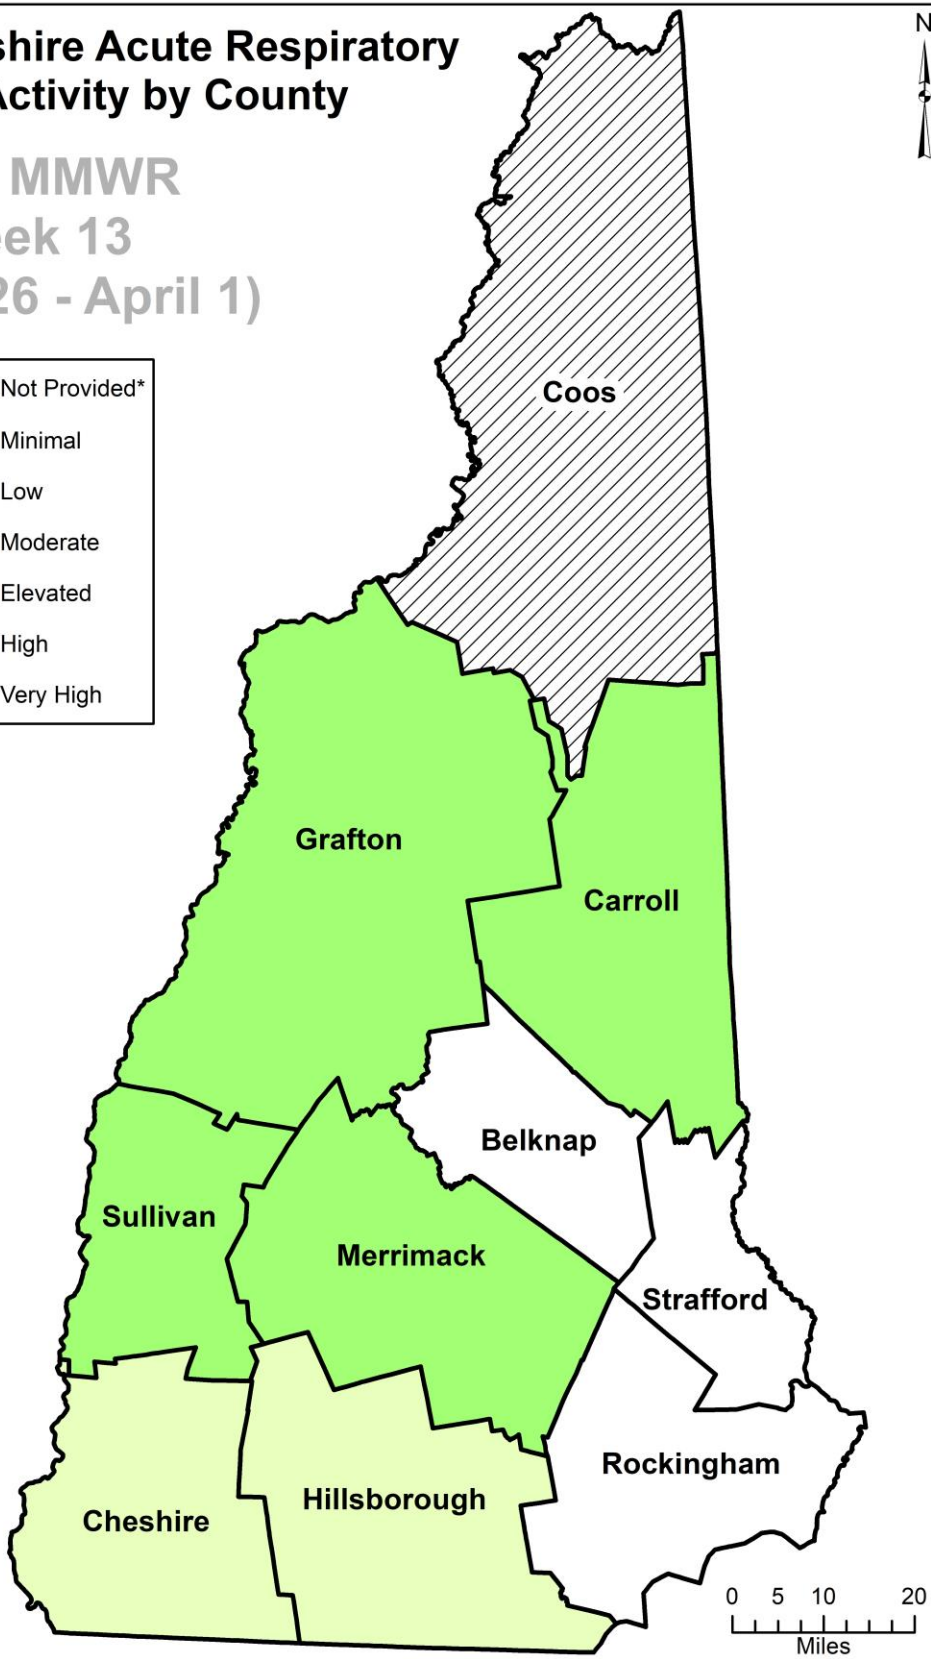 shire Acute Respiratory
Activity by County
MMWR
eek 13
26 - April 1)
N
Not Provided*
Minimal
Low
Moderate
Elevated
High
Very High
Coos
Grafton
Carroll
Belknap
Sullivan
Merrimack
Strafford
Rockingham
Hillsborough
Cheshire
0 5 10 20
Miles